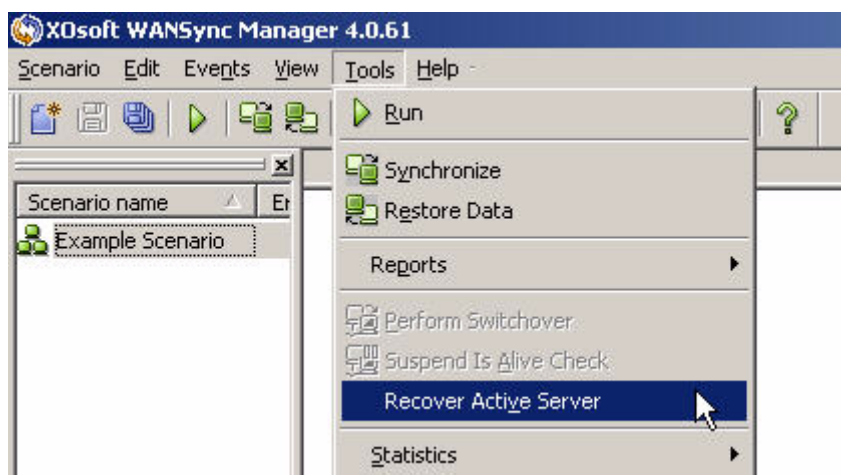 XOsoft WANSync Manager 4.0.61
Scenario Edit Events View Tools Help
Run
Synchronize
Scenario name
Restore Data
Example Scenario
Reports
Perform Switchover
Suspend Is Alive Check
Recover Active Server
Statistics